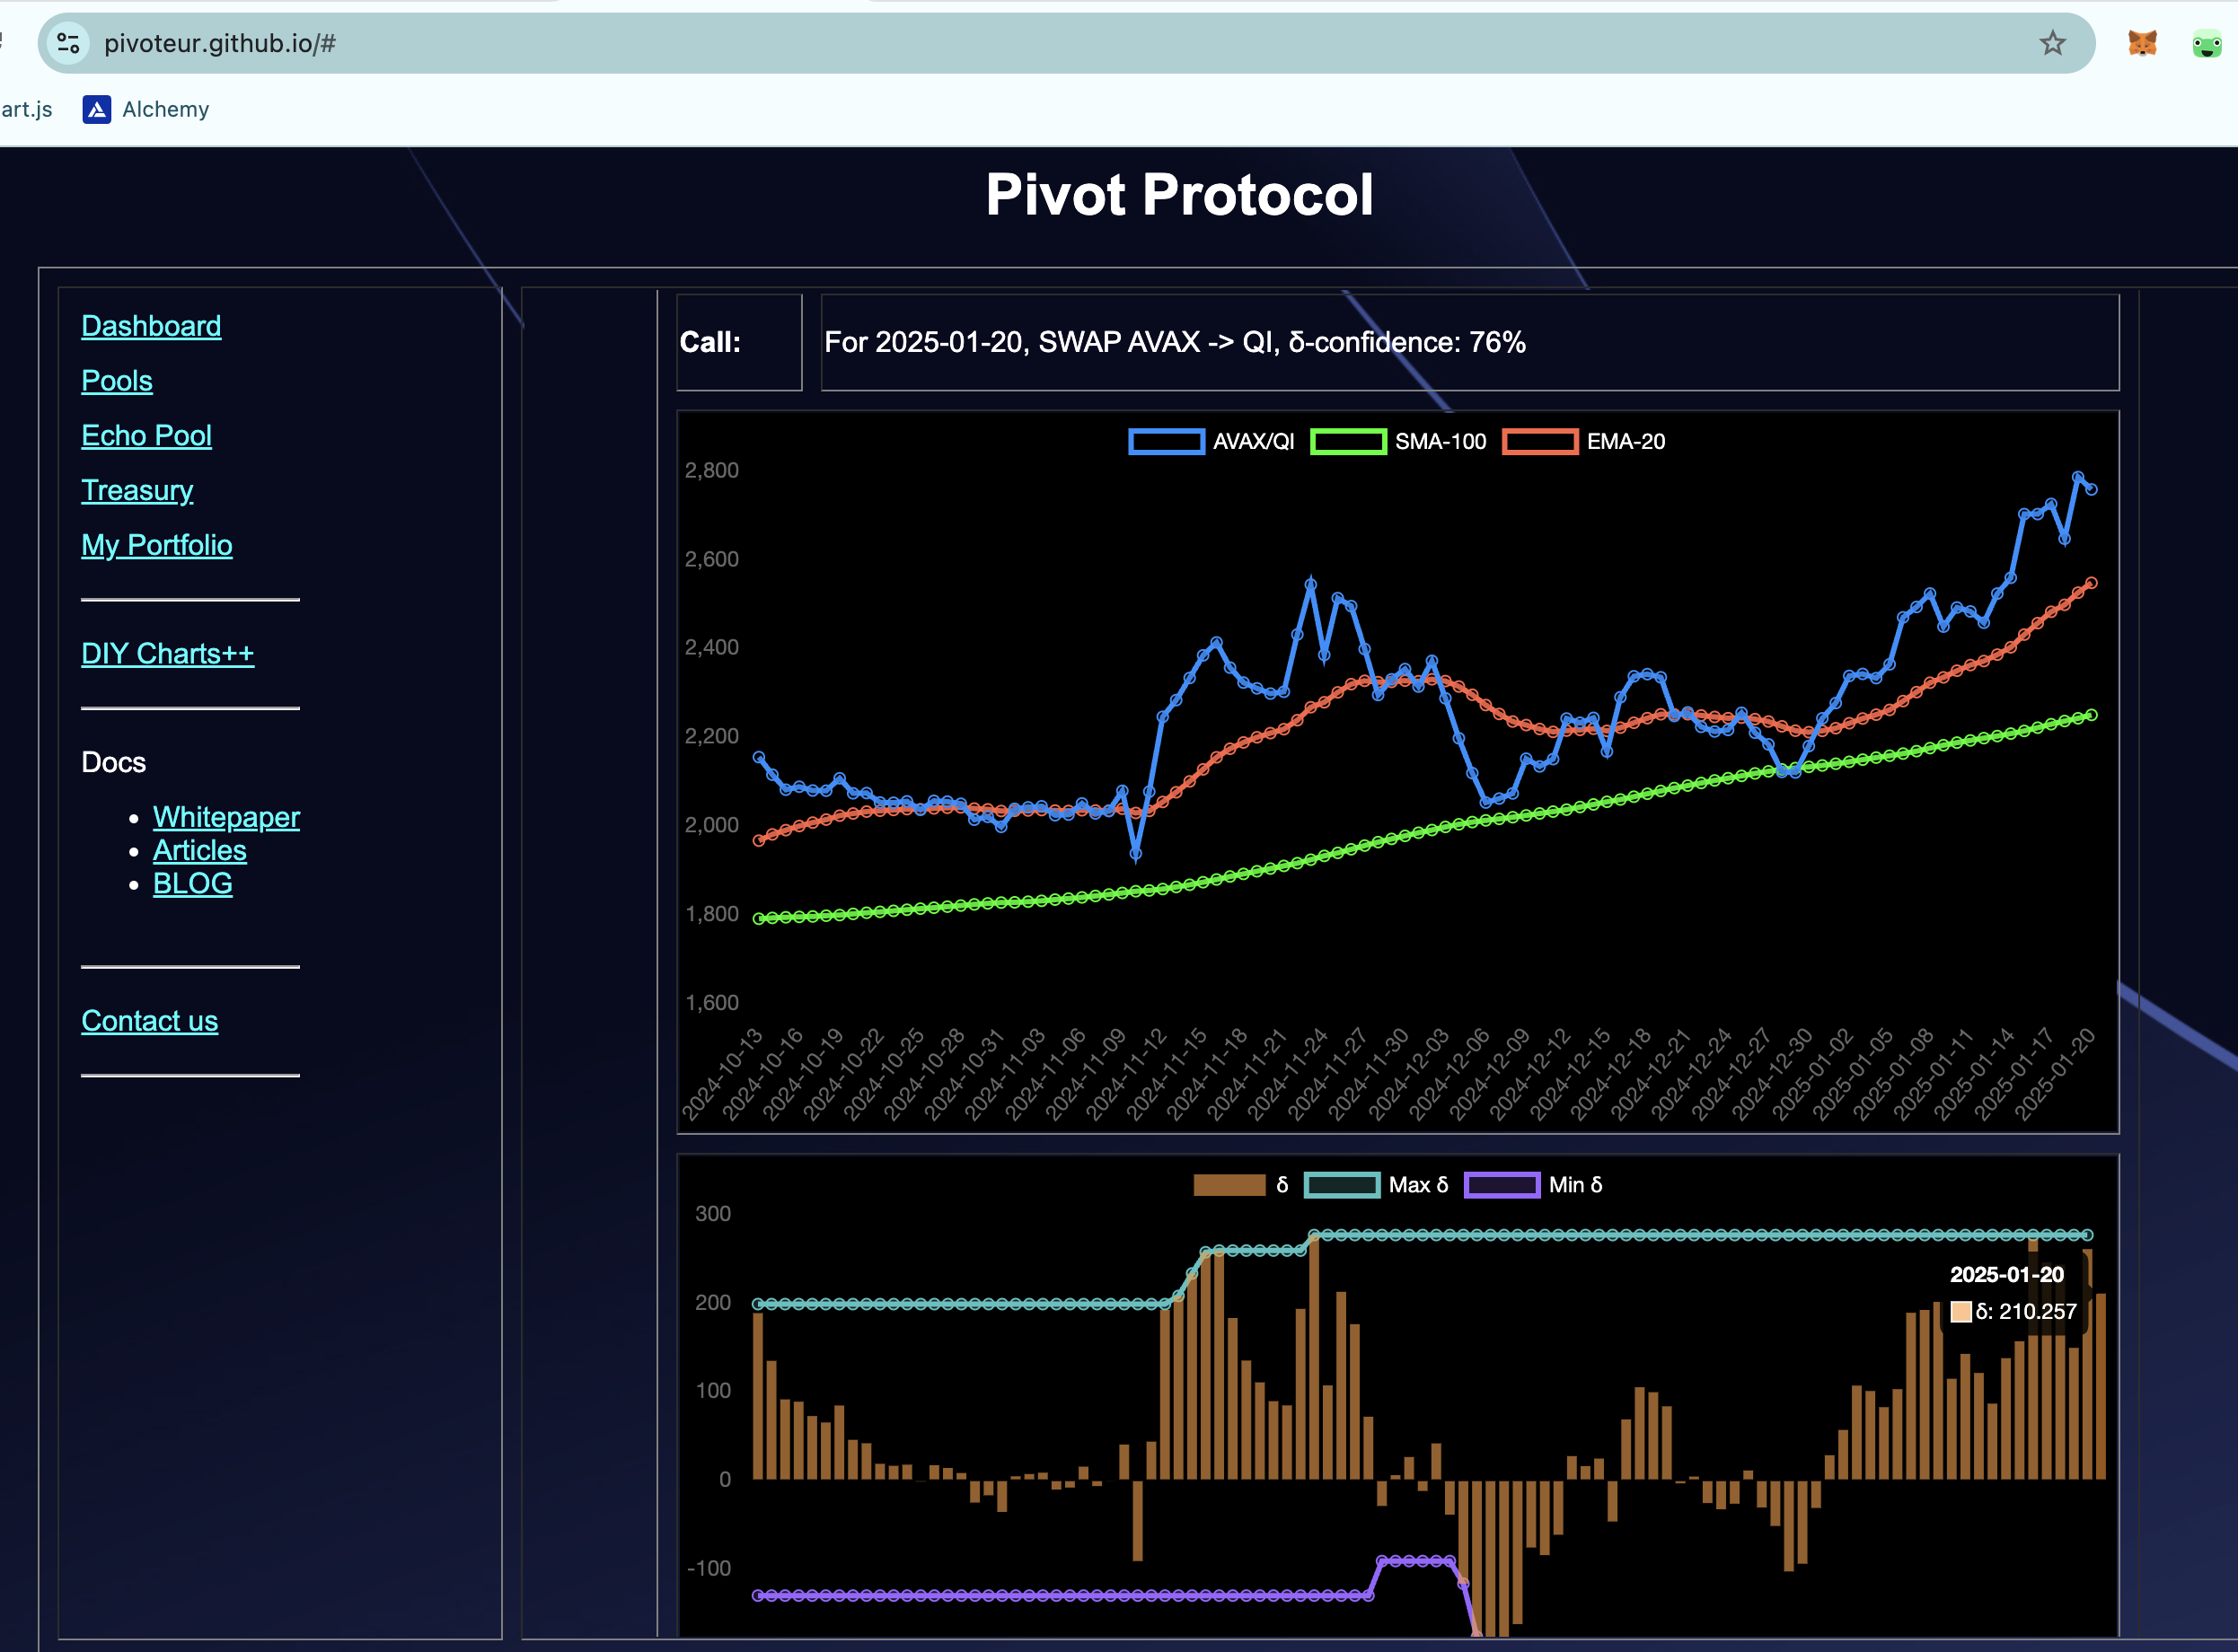 pivoteur.github.io/#
art.js
Alchemy
Pivot Protocol
Dashboard
Pools
Echo Pool
Treasury
My Portfolio
DIY Charts++
Docs
Whitepaper
Articles
BLOG
Contact us
Call:
For 2025-01-20, SWAP AVAX -> QI, δ-confidence: 76%
AVAX/QI SMA-100 EMA-20
2,800
2,600
2,400
2,200
2,000
1,800
1,600
2024-10-13
2024-10-16
2024-10-19
2024-10-22
2024-10-25
2024-10-28
2024-10-31
2024-11-03
2024-11-06
2024-11-09
2024-11-12
2024-11-15
2024-11-18
2024-11-21
2024-11-24
2024-11-27
2024-11-30
2024-12-03
2024-12-06
2024-12-09
2024-12-12
2024-12-15
2024-12-18
2024-12-21
2024-12-24
2024-12-27
2024-12-30
2025-01-02
2025-01-05
2025-01-08
2025-01-11
2025-01-14
2025-01-17
2025-01-20
δ Max δ Min δ
300
200
100
0
-100
2025-01-20
δ: 210.257